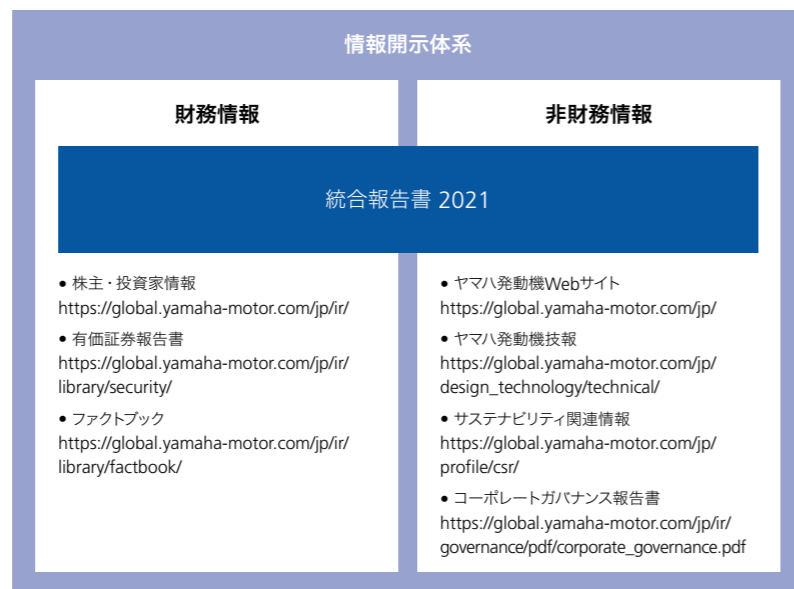 情報開示体系
財務情報
非財務情報
統合報告書 2021
• 株主・投資家情報
https://global.yamaha-motor.com/jp/ir/
• 有価証券報告書
https://global.yamaha-motor.com/jp/ir/
library/security/
• ファクトブック
https://global.yamaha-motor.com/jp/ir/
library/factbook/
• ヤマハ発動機Webサイト
https://global.yamaha-motor.com/jp/
• ヤマハ発動機技報
https://global.yamaha-motor.com/jp/
design_technology/technical/
• サステナビリティ関連情報
https://global.yamaha-motor.com/jp/
profile/csr/
• コーポレートガバナンス報告書
https://global.yamaha-motor.com/jp/ir/
governance/pdf/corporate_governance.pdf